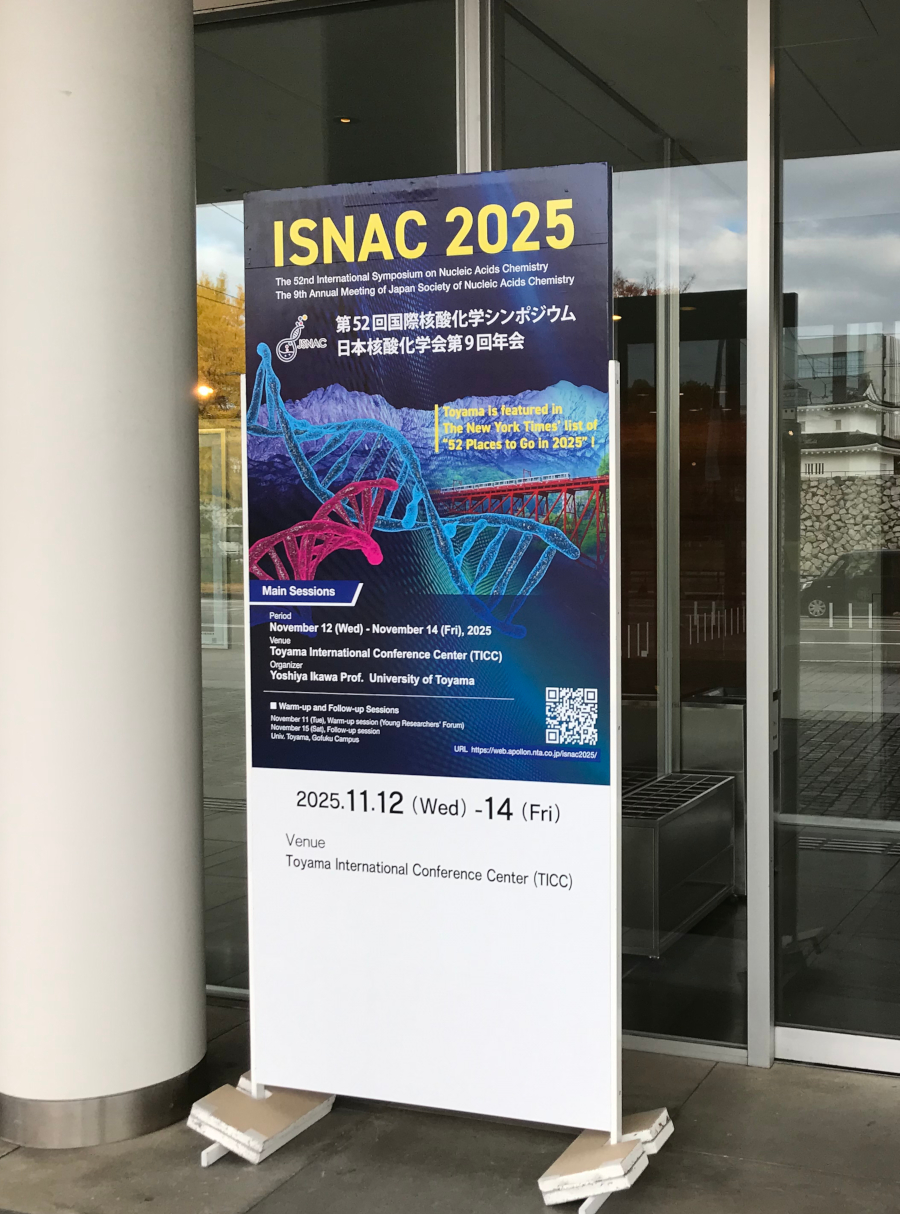 ISNAC 2025
The 52nd International Symposium on Nucleic Acids Chemistry
The 9th Annual Meeting of Japan Society of Nucleic Acids Chemistry
JSNAC
第52回国際核酸化学シンポジウム
日本核酸化学会第9回年会
Toyama is featured in
The New York Times' list of
"52 Places to Go in 2025" !
Main Sessions
Period
November 12 (Wed) - November 14 (Fri), 2025
Venue
Toyama International Conference Center (TICC)
Organizer
Yoshiya Ikawa Prof. University of Toyama
■ Warm-up and Follow-up Sessions
November 11 (Tue), Warm-up session (Young Researchers' Forum)
November 15 (Sat), Follow-up session
Univ. Toyama, Gofuku Campus
URL https://web.apollon.nta.co.jp/isnac2025/
2025.11.12 (Wed) -14 (Fri)
Venue
Toyama International Conference Center (TICC)